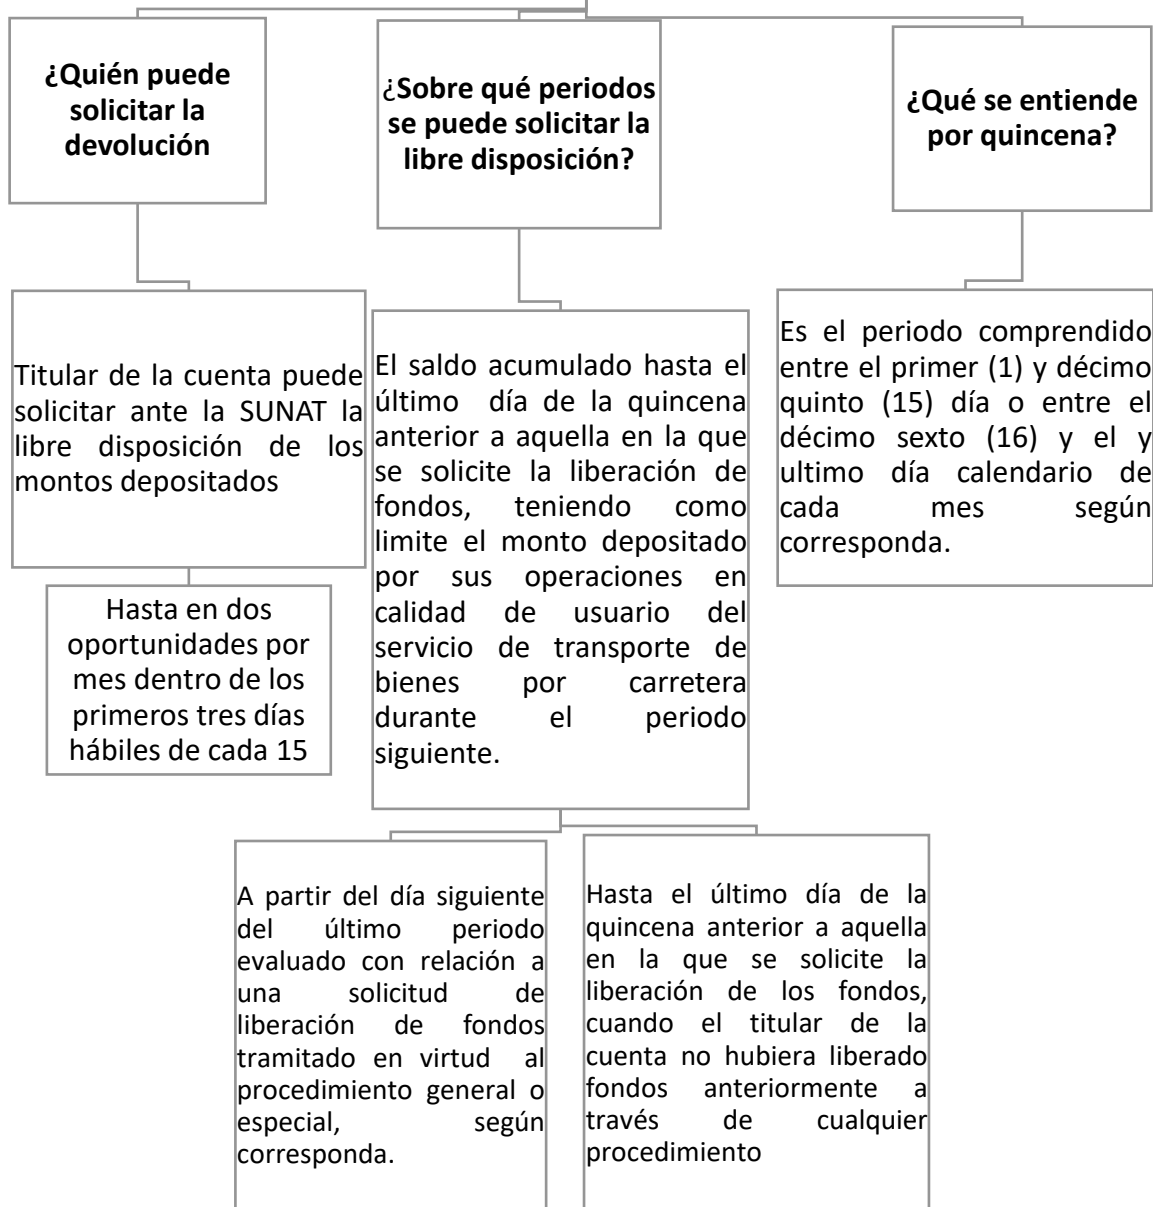 ¿Quién puede
solicitar la
devolución
Titular de la cuenta puede
solicitar ante la SUNAT la
libre disposición de los
montos depositados
Hasta en dos
oportunidades por
mes dentro de los
primeros tres días
hábiles de cada 15
¿Sobre qué periodos
se puede solicitar la
libre disposición?
El saldo acumulado hasta el
último día de la quincena
anterior a aquella en la que
se solicite la liberación de
fondos, teniendo como
limite el monto depositado
por sus operaciones en
calidad de usuario del
servicio de transporte de
bienes por carretera
durante el periodo
siguiente.
A partir del día siguiente
del último periodo
evaluado con relación a
una solicitud de
liberación de fondos
tramitado en virtud al
procedimiento general o
especial, según
corresponda.
Hasta el último día de la
quincena anterior a aquella
en la que se solicite la
liberación de los fondos,
cuando el titular de la
cuenta no hubiera liberado
fondos anteriormente a
través de cualquier
procedimiento
¿Qué se entiende
por quincena?
Es el periodo comprendido
entre el primer (1) y décimo
quinto (15) día o entre el
décimo sexto (16) y el y
ultimo día calendario de
cada mes según
corresponda.